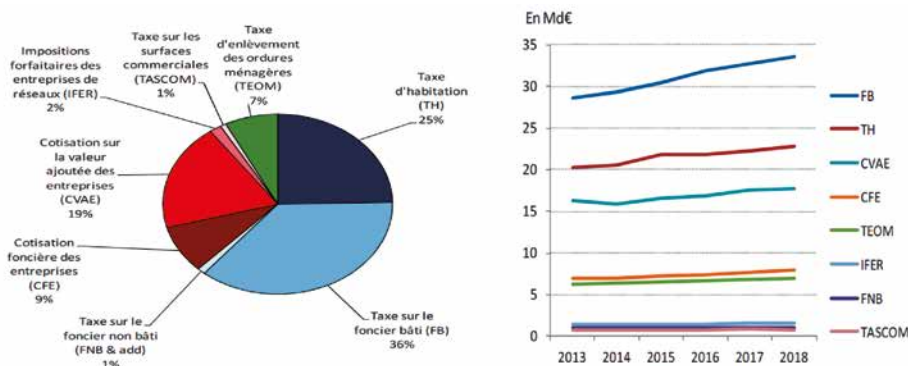 Impositions
forfaitaires des
entreprises de
réseaux (IFER)
2%
Taxe sur les
surfaces
commerciales
(TASCOM)
1%
Taxe
d'enlèvement
des ordures
ménagères
(TEOM)
7%
Taxe
d'habitation
(TH)
25%
Cotisation sur
la valeur
ajoutée des
entreprises
(CVAE)
19%
Cotisation
foncière des
entreprises
(CFE)
9%
Taxe sur le
foncier non bâti
(FNB & add)
1%
Taxe sur le
foncier bâti (FB)
36%
En Md€
35
30
25
20
15
10
5
0
2013 2014 2015 2016 2017 2018
FB
TH
CVAE
CFE
TEOM
IFER
FNB
TASCOM